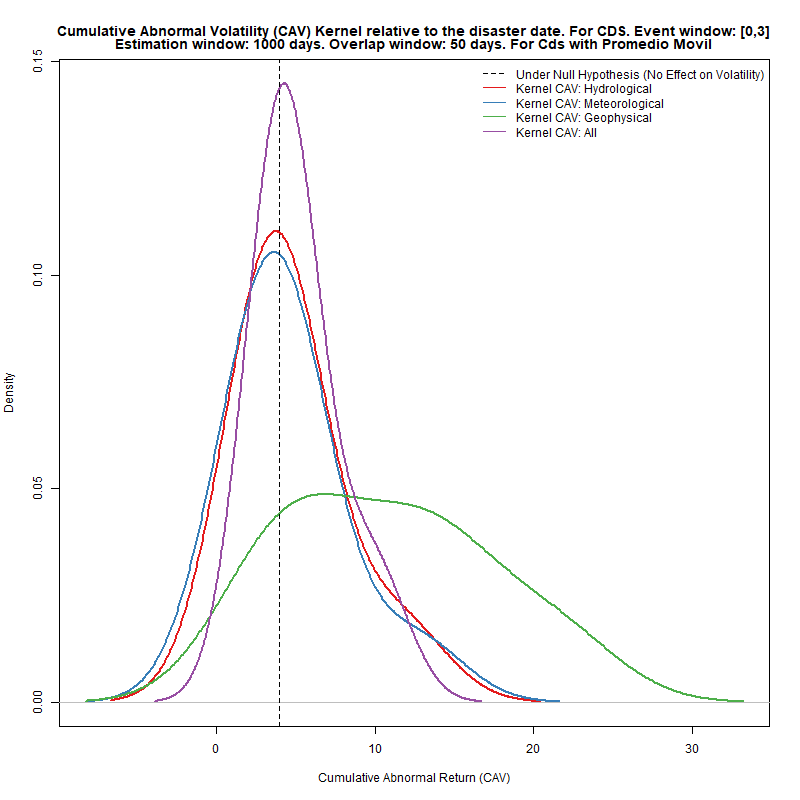 Cumulative Abnormal Volatility (CAV) Kernel relative to the disaster date. For CDS. Event window: [0,3]
Estimation window: 1000 days. Overlap window: 50 days. For Cds with Promedio Movil
Under Null Hypothesis (No Effect on Volatility)
Kernel CAV: Hydrological
Kernel CAV: Meteorological
Kernel CAV: Geophysical
Kernel CAV: All
0.15
0.10
0.05
0.00
Density
0 10 20 30
Cumulative Abnormal Return (CAV)